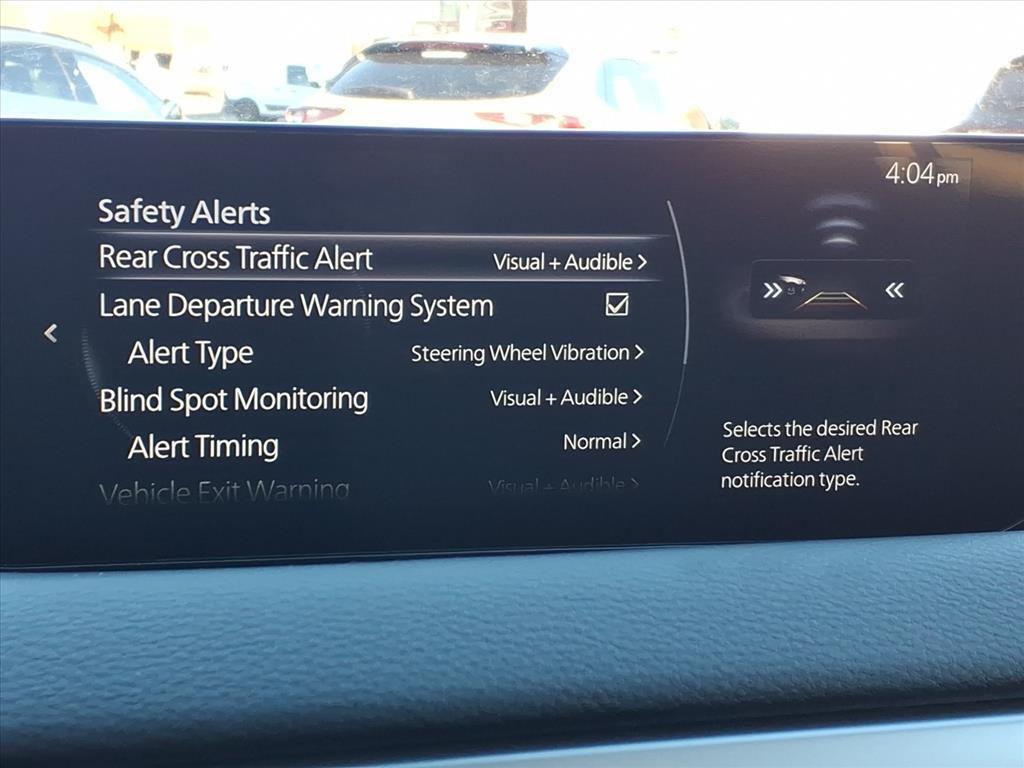 4:04pm
Safety Alerts
Rear Cross Traffic Alert Visual + Audible >
Lane Departure Warning System
Alert Type Steering Wheel Vibration >
Blind Spot Monitoring Visual + Audible >
Alert Timing Normal >
Vehicle Exit Warning Visual + Audible >
Selects the desired Rear
Cross Traffic Alert
notification type.